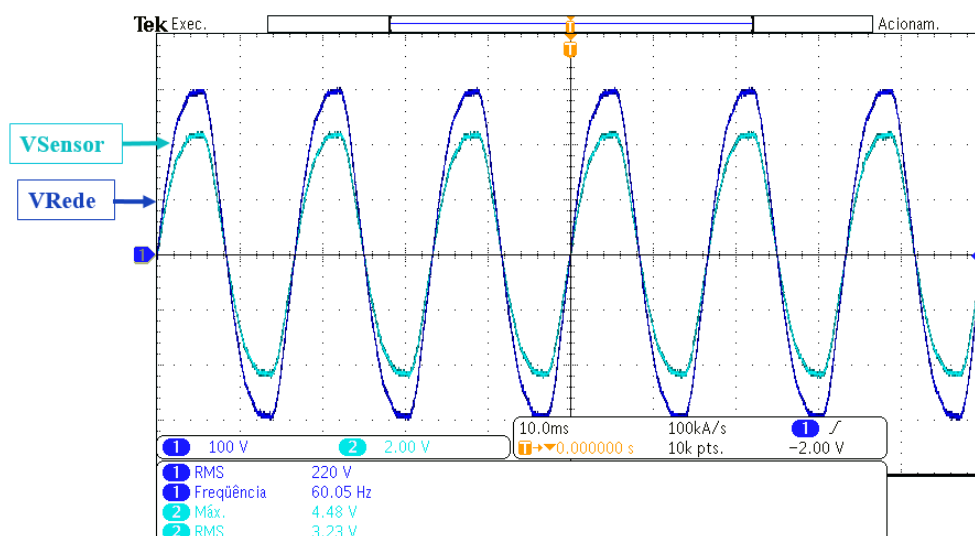 Tek Exec.
T
Acionam.
T
VSensor
VRede
1
1 100 V
2 2.00 V
10.0ms 100kA/s 1
T→▼0.000000 s 10k pts. −2.00 V
1 RMS 220 V
1 Freqüência 60.05 Hz
2 Máx. 4.48 V
2 RMS 3.23 V